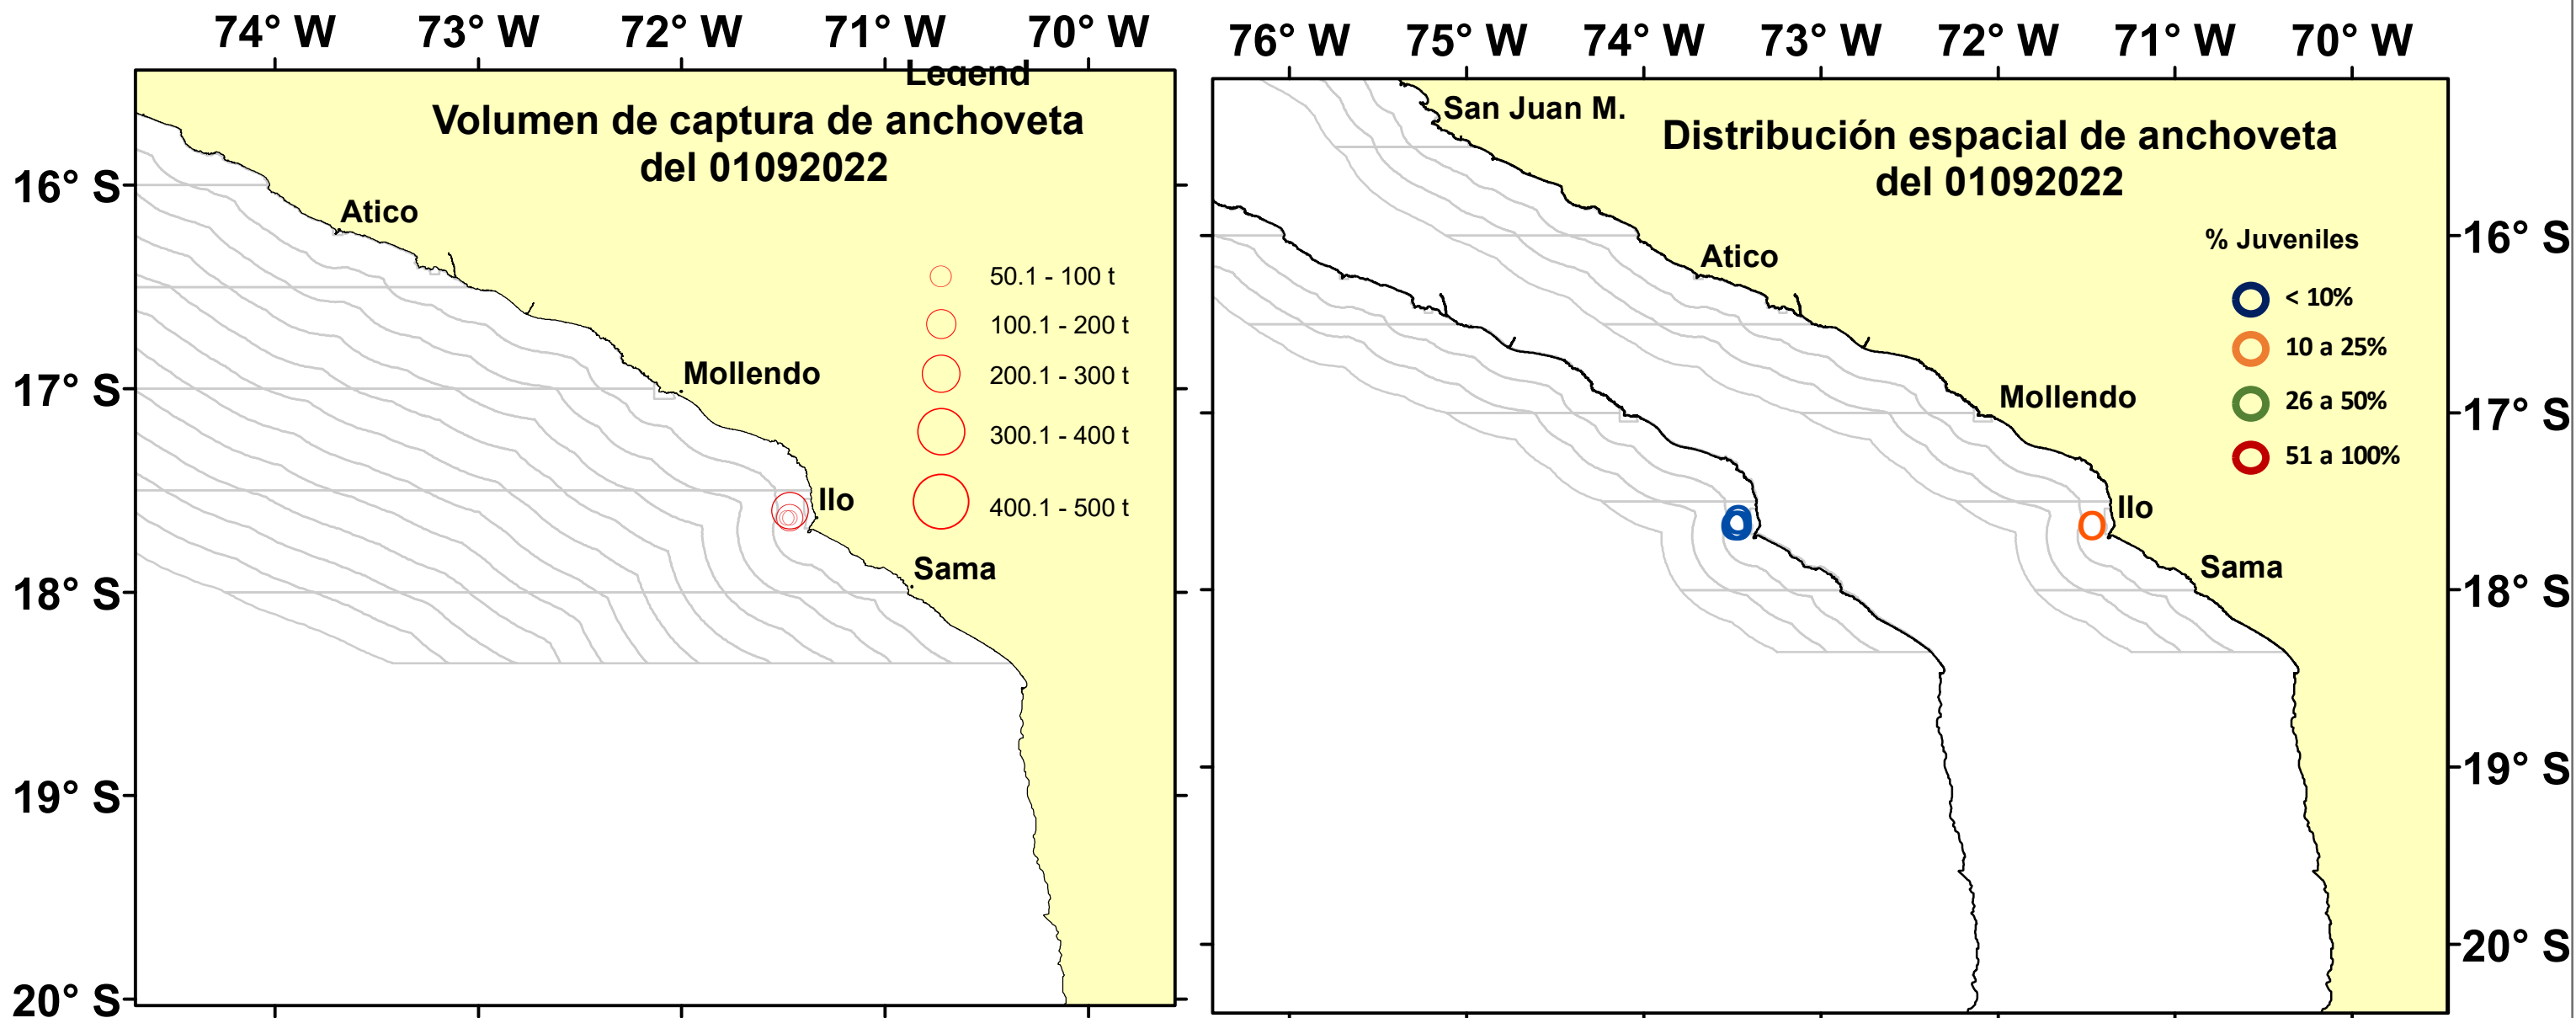 74° W 73° W 72° W 71° W 70° W
Legend
Volumen de captura de anchoveta
del 01092022
16° S
Atico
50.1 - 100 t
100.1 - 200 t
Mollendo
200.1 - 300 t
17° S
300.1 - 400 t
Ilo
400.1 - 500 t
Sama
18° S
19° S
20° S
76° W 75° W 74° W 73° W 72° W 71° W 70° W
San Juan M.
Distribución espacial de anchoveta
del 01092022
% Juveniles
16° S
Atico
< 10%
10 a 25%
Mollendo
26 a 50%
17° S
51 a 100%
Ilo
Sama
18° S
19° S
20° S